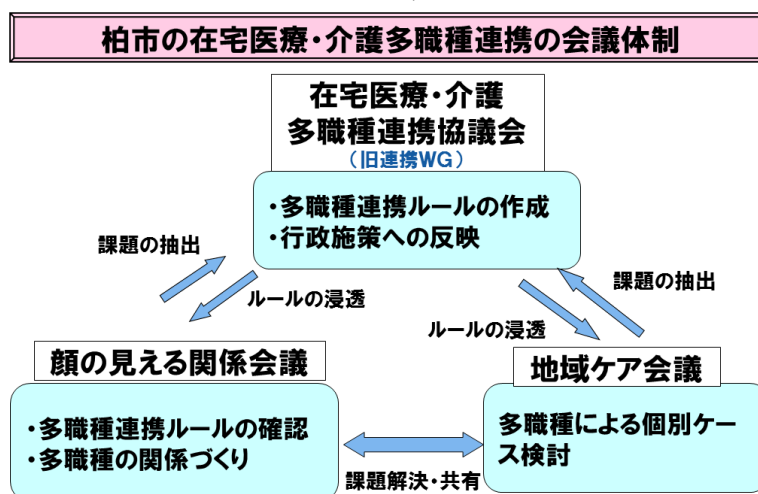 柏市の在宅医療・介護多職種連携の会議体制
在宅医療・介護
多職種連携協議会
（旧連携WG）
・多職種連携ルールの作成
・行政施策への反映
課題の抽出
ルールの浸透
課題の抽出
ルールの浸透
顔の見える関係会議
・多職種連携ルールの確認
・多職種の関係づくり
地域ケア会議
多職種による個別ケー
ス検討
課題解決・共有